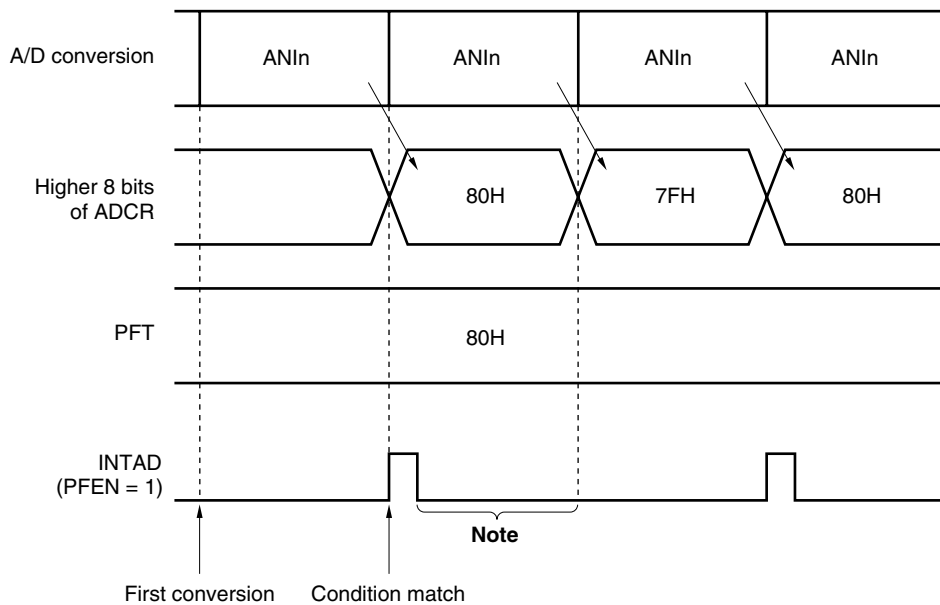 A/D conversion
ANIn
ANIn
ANIn
ANIn
Higher 8 bits
of ADCR
80H
7FH
80H
PFT
80H
INTAD
(PFEN = 1)
Note
First conversion
Condition match